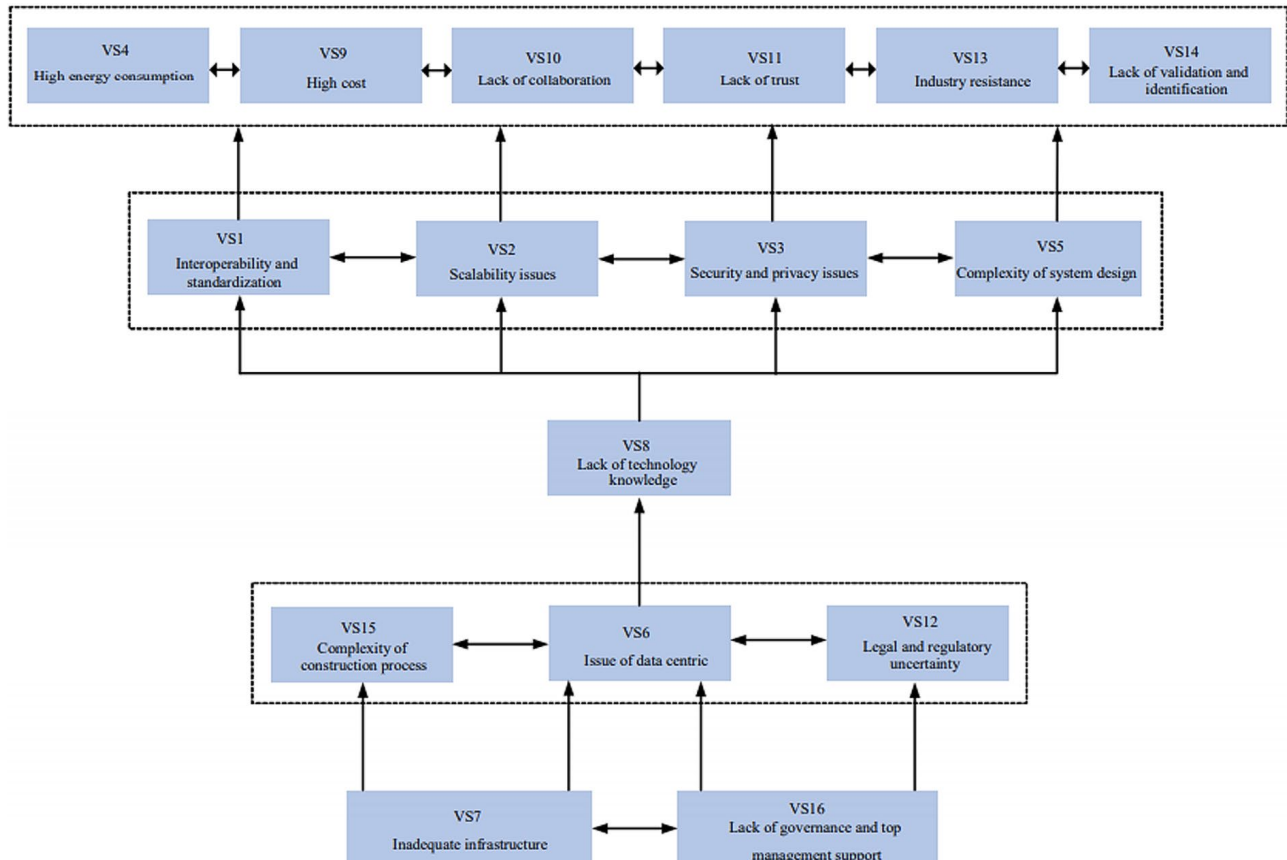 VS4
High energy consumption
VS9
High cost
VS10
Lack of collaboration
VS11
Lack of trust
VS13
Industry resistance
VS14
Lack of validation and
identification
VS1
Interoperability and
standardization
VS2
Scalability issues
VS3
Security and privacy issues
VS5
Complexity of system design
VS8
Lack of technology
knowledge
VS15
Complexity of
construction process
VS6
Issue of data centric
VS12
Legal and regulatory
uncertainty
VS7
Inadequate infrastructure
VS16
Lack of governance and top
management support